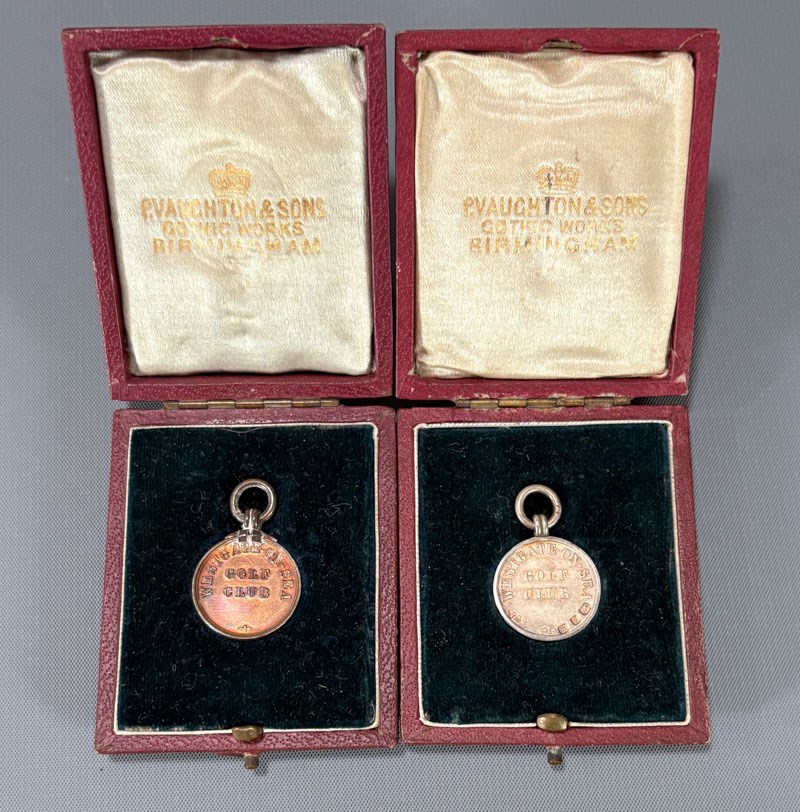 P. VAUGHTON & SONS
GOTHIC WORKS
BIRMINGHAM
P. VAUGHTON & SONS
GOTHIC WORKS
BIRMINGHAM
WESTGATE-ON-SEA
GOLF
CLUB
WESTGATE-ON-SEA
GOLF
CLUB